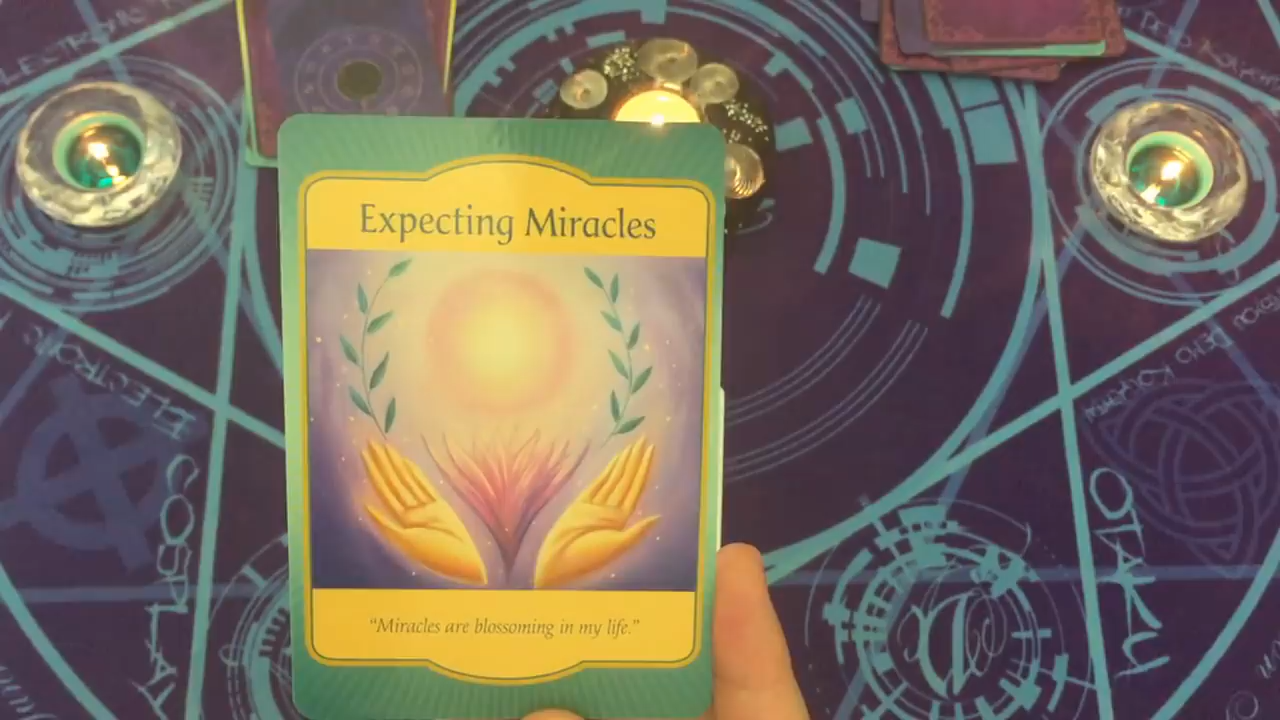 Expecting Miracles
"Miracles are blossoming in my life."
ELECTRONIC
COSPLAY
OTAKU